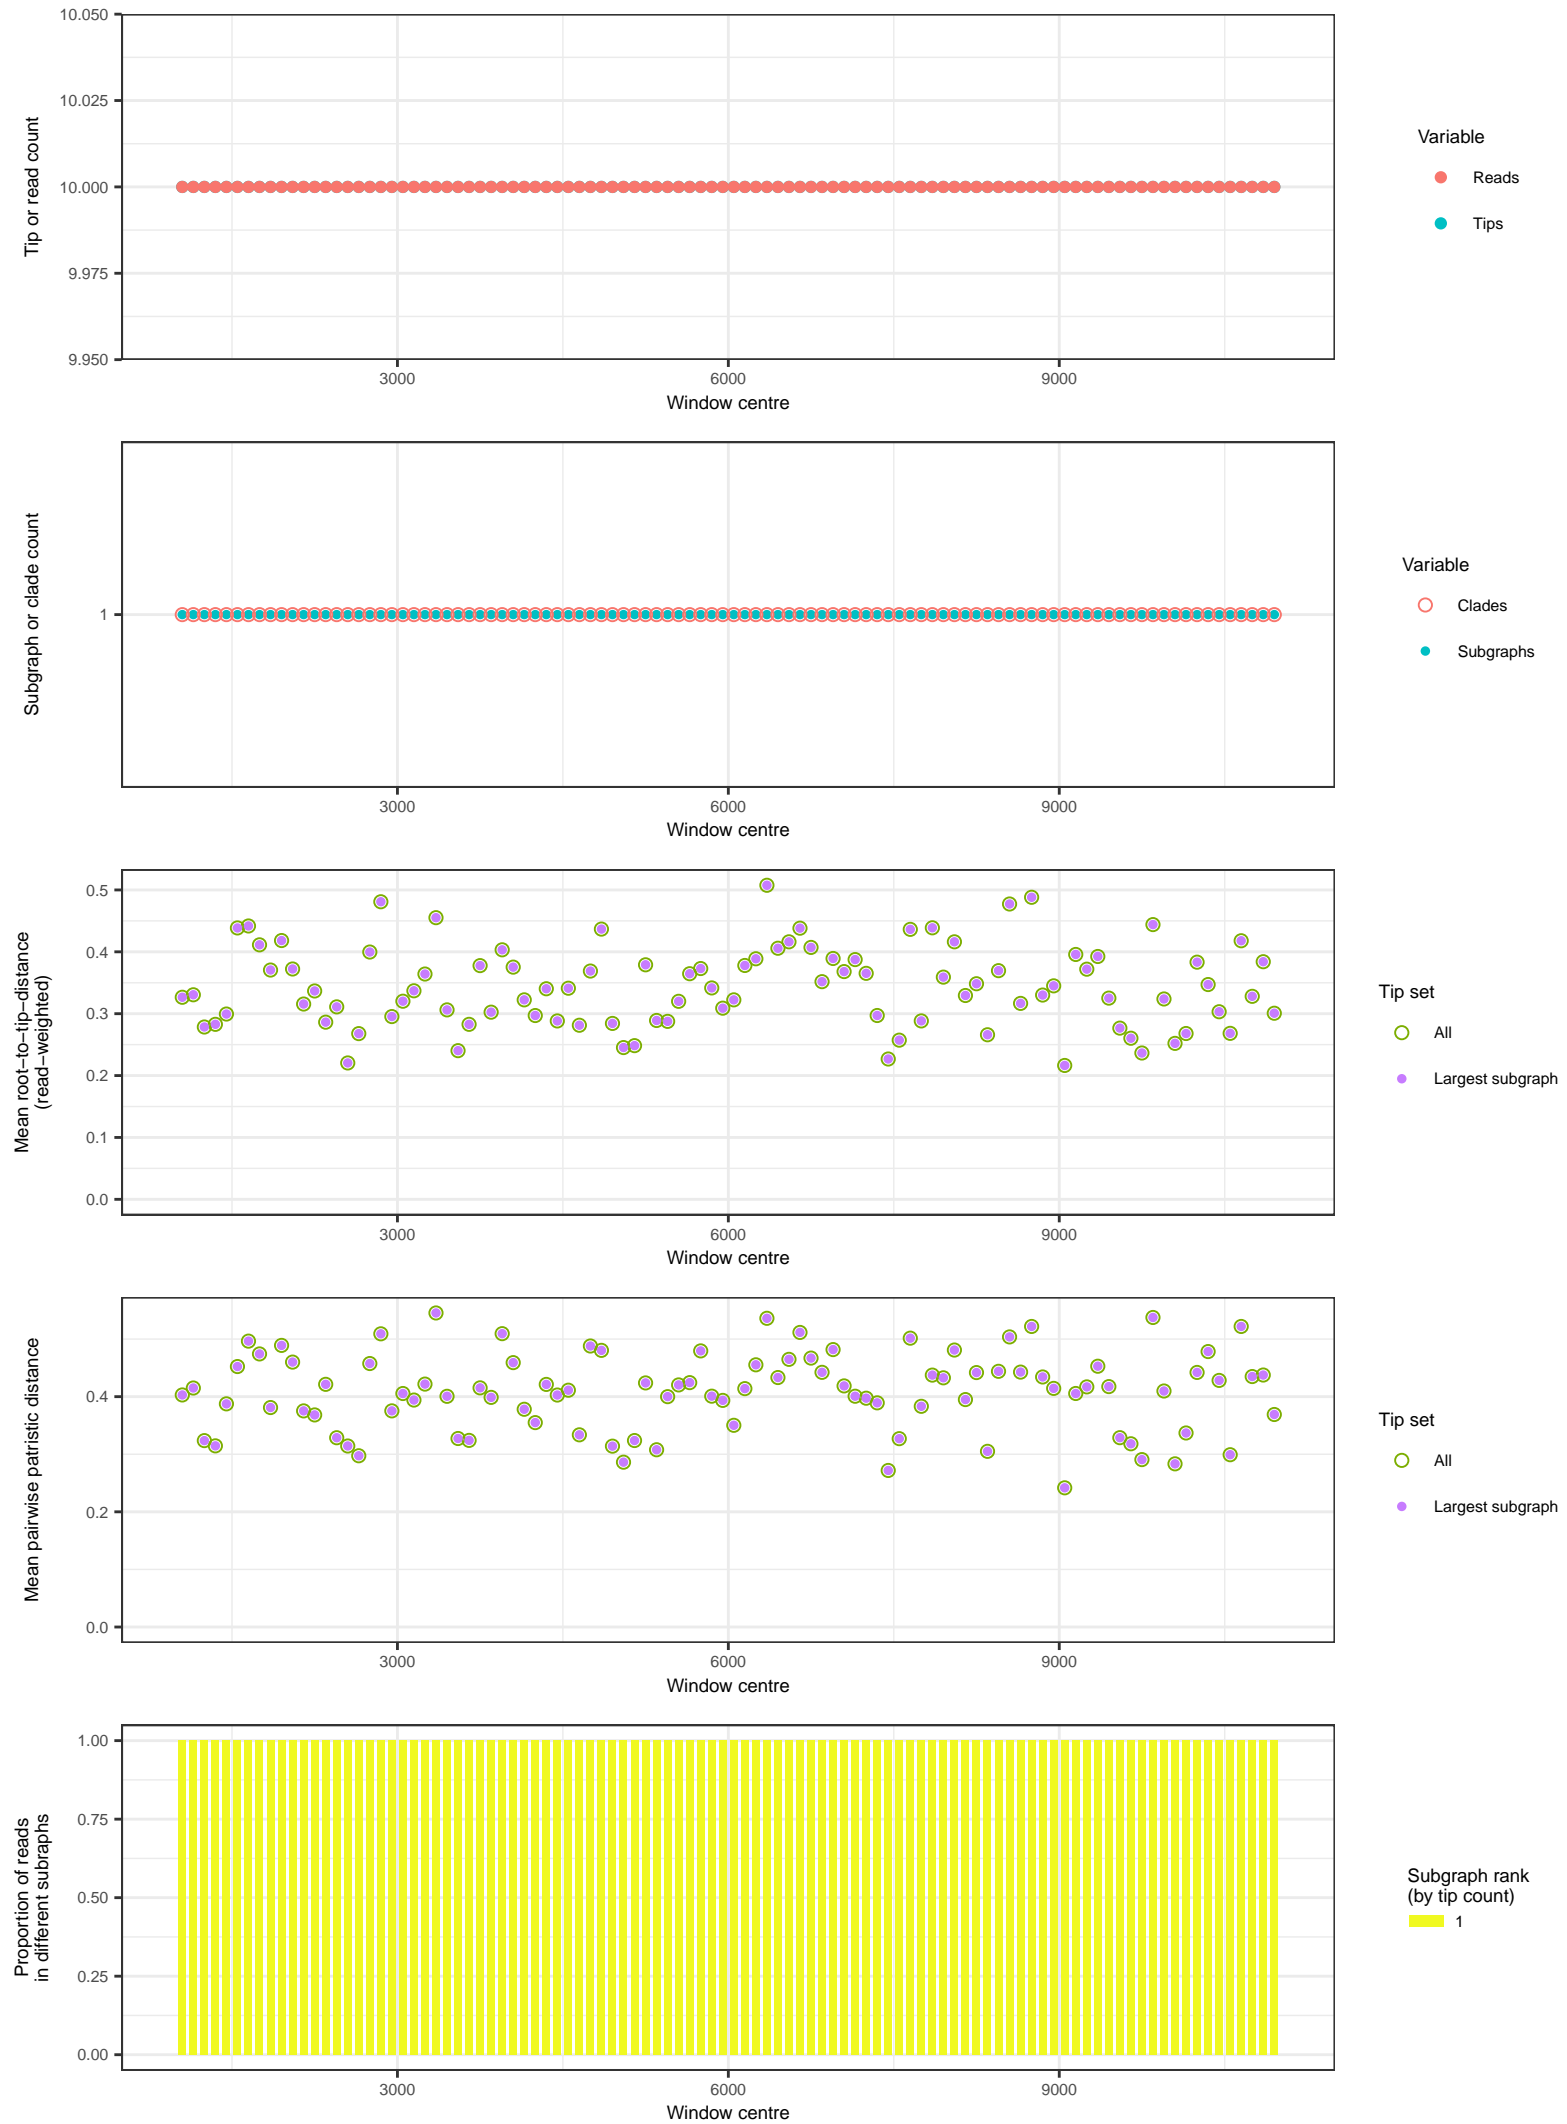 10.050
10.025
10.000
9.975
9.950
Tip or read count
3000
6000
9000
Window centre
Variable
Reads
Tips
1
Subgraph or clade count
3000
6000
9000
Window centre
Variable
Clades
Subgraphs
0.5
0.4
0.3
0.2
0.1
0.0
Mean root−to−tip−distance
(read−weighted)
3000
6000
9000
Window centre
Tip set
All
Largest subgraph
0.4
0.2
0.0
Mean pairwise patristic distance
3000
6000
9000
Window centre
Tip set
All
Largest subgraph
1.00
0.75
0.50
0.25
0.00
Proportion of reads
in different subraphs
3000
6000
9000
Window centre
Subgraph rank
(by tip count)
1